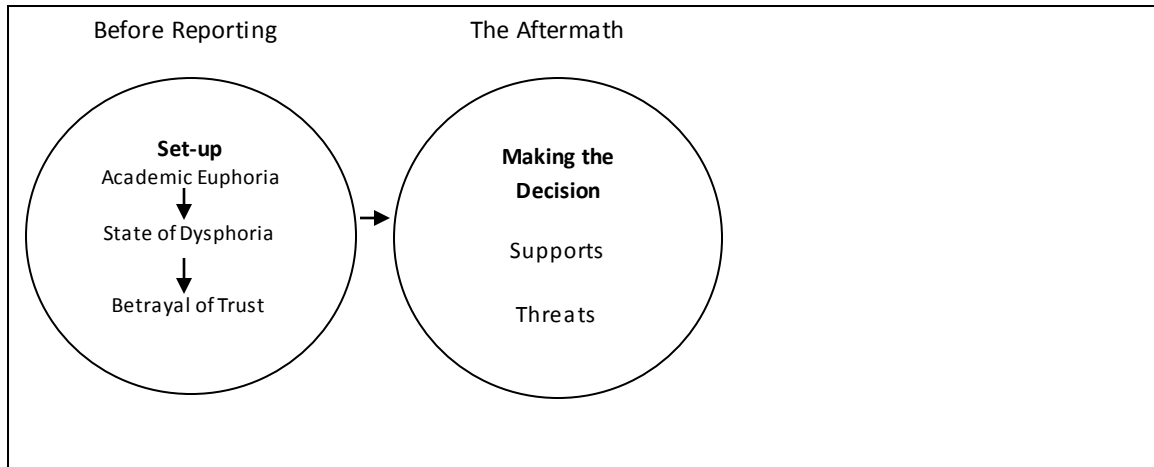 Before Reporting
The Aftermath
Set-up
Academic Euphoria
State of Dysphoria
Betrayal of Trust
Making the
Decision
Supports
Threats